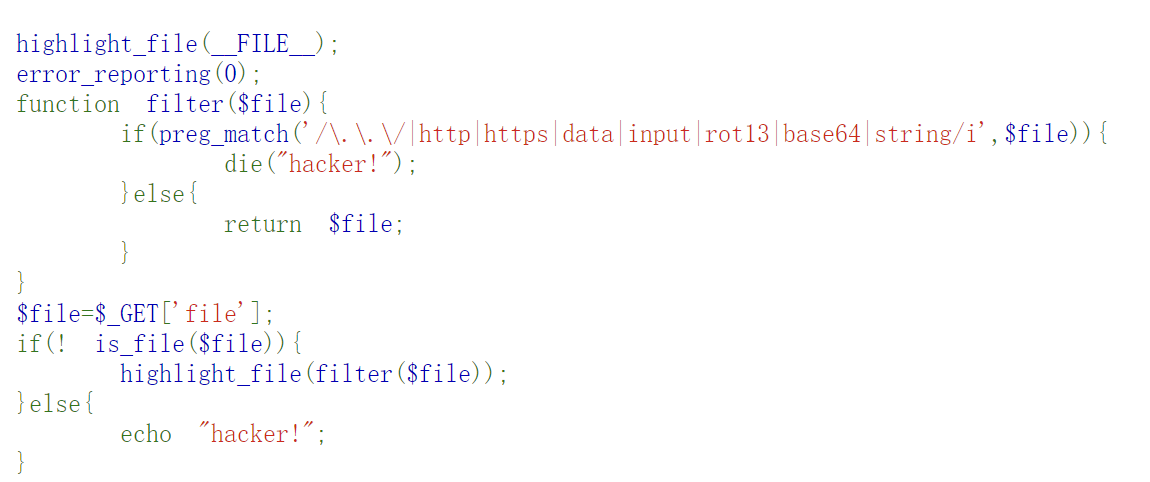 highlight_file(__FILE__);
error_reporting(0);
function filter($file){
if(preg_match('/\.\.\/|http|https|data|input|rot13|base64|string/i',$file)){
die("hacker!");
}else{
return $file;
}
}
$file=$_GET['file'];
if(! is_file($file)){
highlight_file(filter($file));
}else{
echo "hacker!";
}